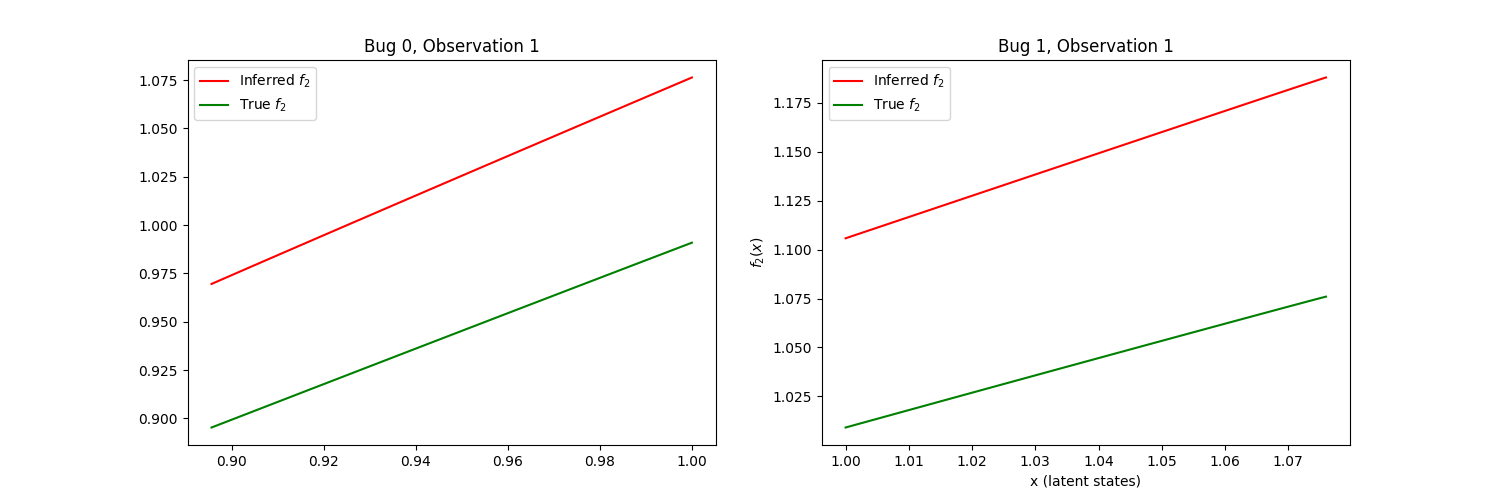 Bug 0, Observation 1
Inferred f₂
True f₂
1.075
1.050
1.025
1.000
0.975
0.950
0.925
0.900
0.90 0.92 0.94 0.96 0.98 1.00
Bug 1, Observation 1
Inferred f₂
True f₂
f₂(x)
1.175
1.150
1.125
1.100
1.075
1.050
1.025
1.00 1.01 1.02 1.03 1.04 1.05 1.06 1.07
x (latent states)